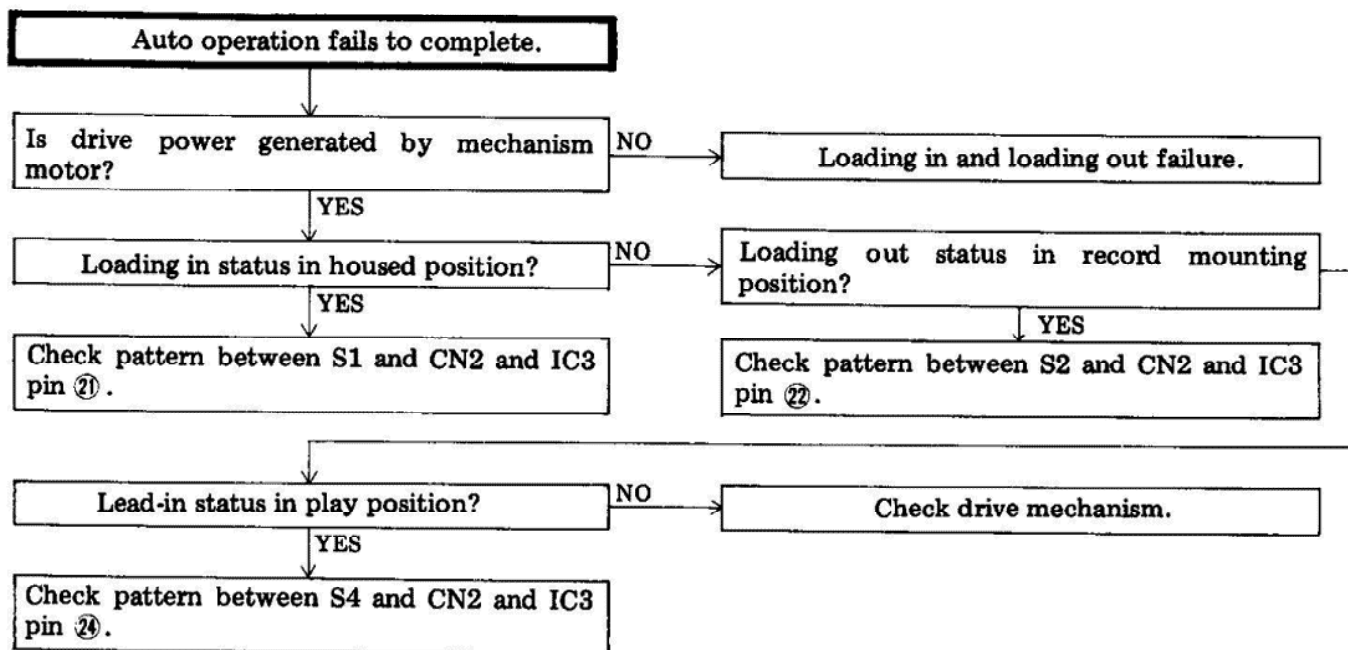 Auto operation fails to complete.
Is drive power generated by mechanism
motor?
NO
Loading in and loading out failure.
YES
Loading in status in housed position?
NO
Loading out status in record mounting
position?
YES
YES
Check pattern between S1 and CN2 and IC3
pin ㉑.
Check pattern between S2 and CN2 and IC3
pin ㉒.
Lead-in status in play position?
NO
Check drive mechanism.
YES
Check pattern between S4 and CN2 and IC3
pin ㉔.